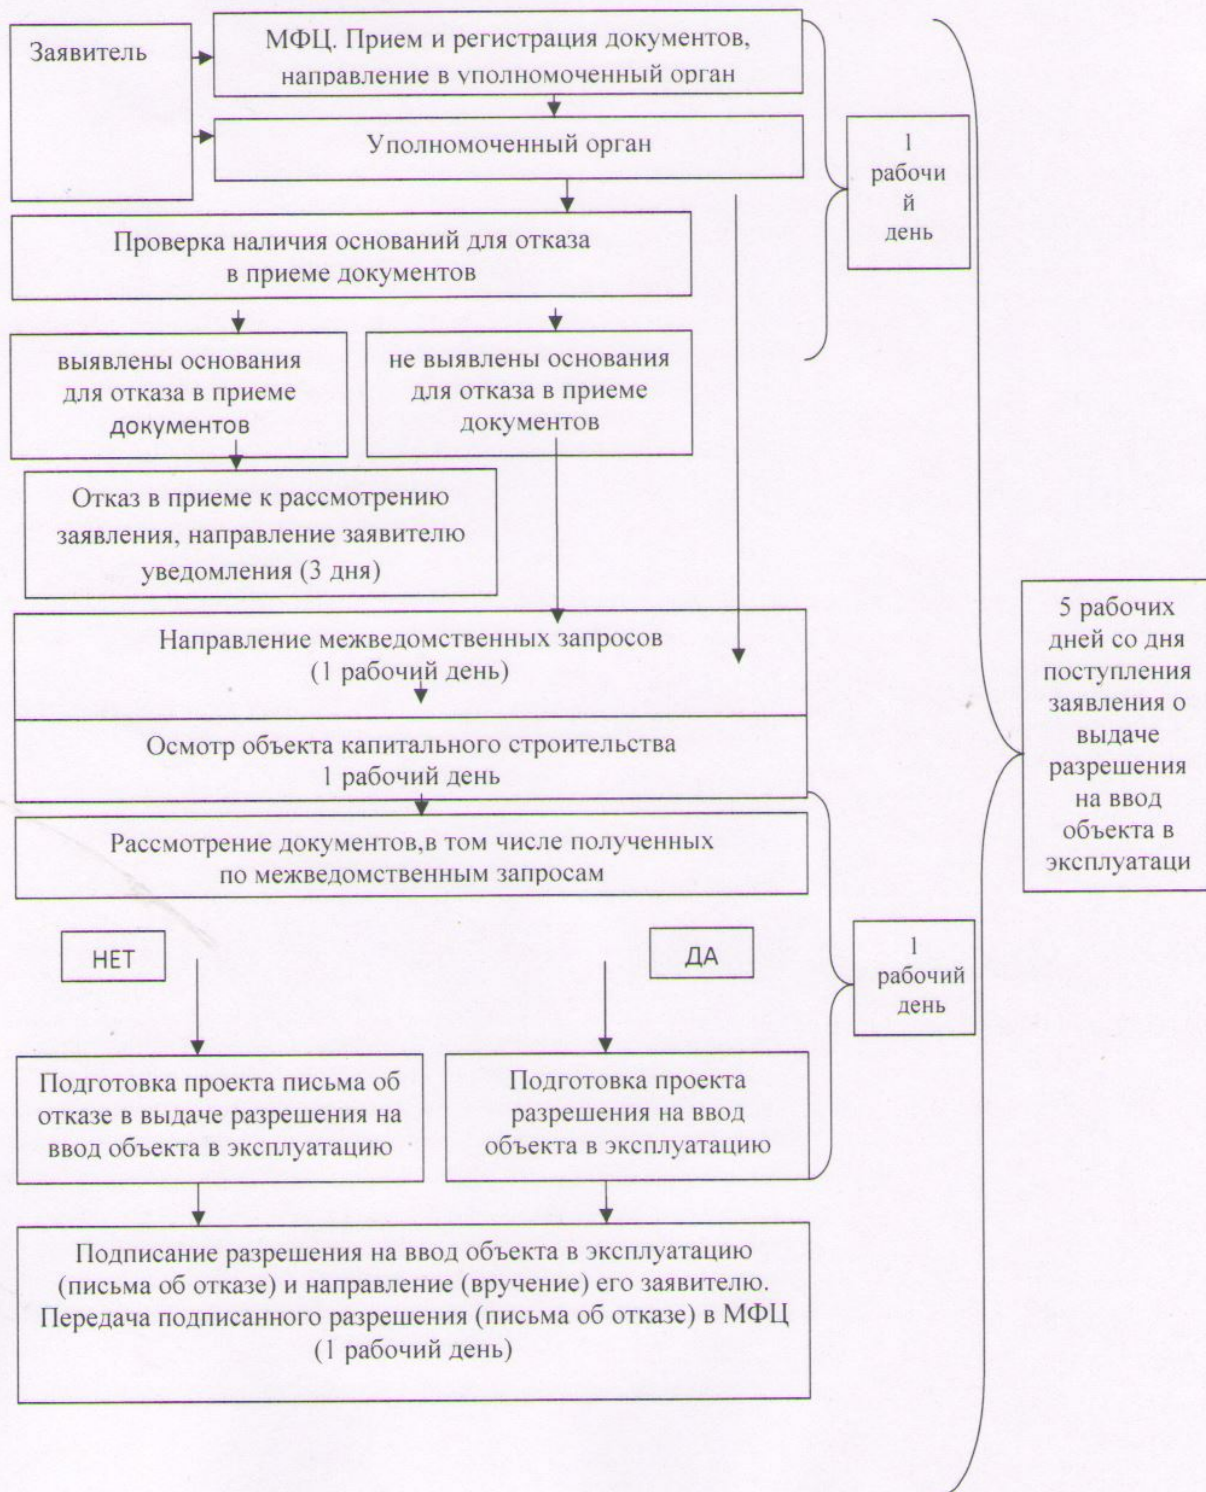 Заявитель
МФЦ. Прием и регистрация документов,
направление в уполномоченный орган
Уполномоченный орган
1
рабочи
й
день
Проверка наличия оснований для отказа
в приеме документов
выявлены основания
для отказа в приеме
документов
не выявлены основания
для отказа в приеме
документов
Отказ в приеме к рассмотрению
заявления, направление заявителю
уведомления (3 дня)
Направление межведомственных запросов
(1 рабочий день)
Осмотр объекта капитального строительства
1 рабочий день
5 рабочих
дней со дня
поступления
заявления о
выдаче
разрешения
на ввод
объекта в
эксплуатаци
Рассмотрение документов,в том числе полученных
по межведомственным запросам
НЕТ
ДА
1
рабочий
день
Подготовка проекта письма об
отказе в выдаче разрешения на
ввод объекта в эксплуатацию
Подготовка проекта
разрешения на ввод
объекта в эксплуатацию
Подписание разрешения на ввод объекта в эксплуатацию
(письма об отказе) и направление (вручение) его заявителю.
Передача подписанного разрешения (письма об отказе) в МФЦ
(1 рабочий день)